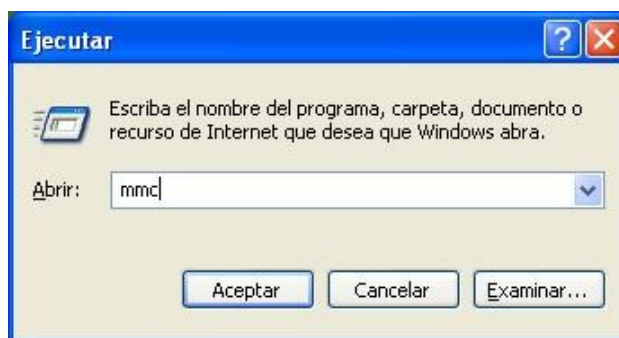 Ejecutar
Escriba el nombre del programa, carpeta, documento o
recurso de Internet que desea que Windows abra.
Abrir: mmc
Aceptar Cancelar Examinar...